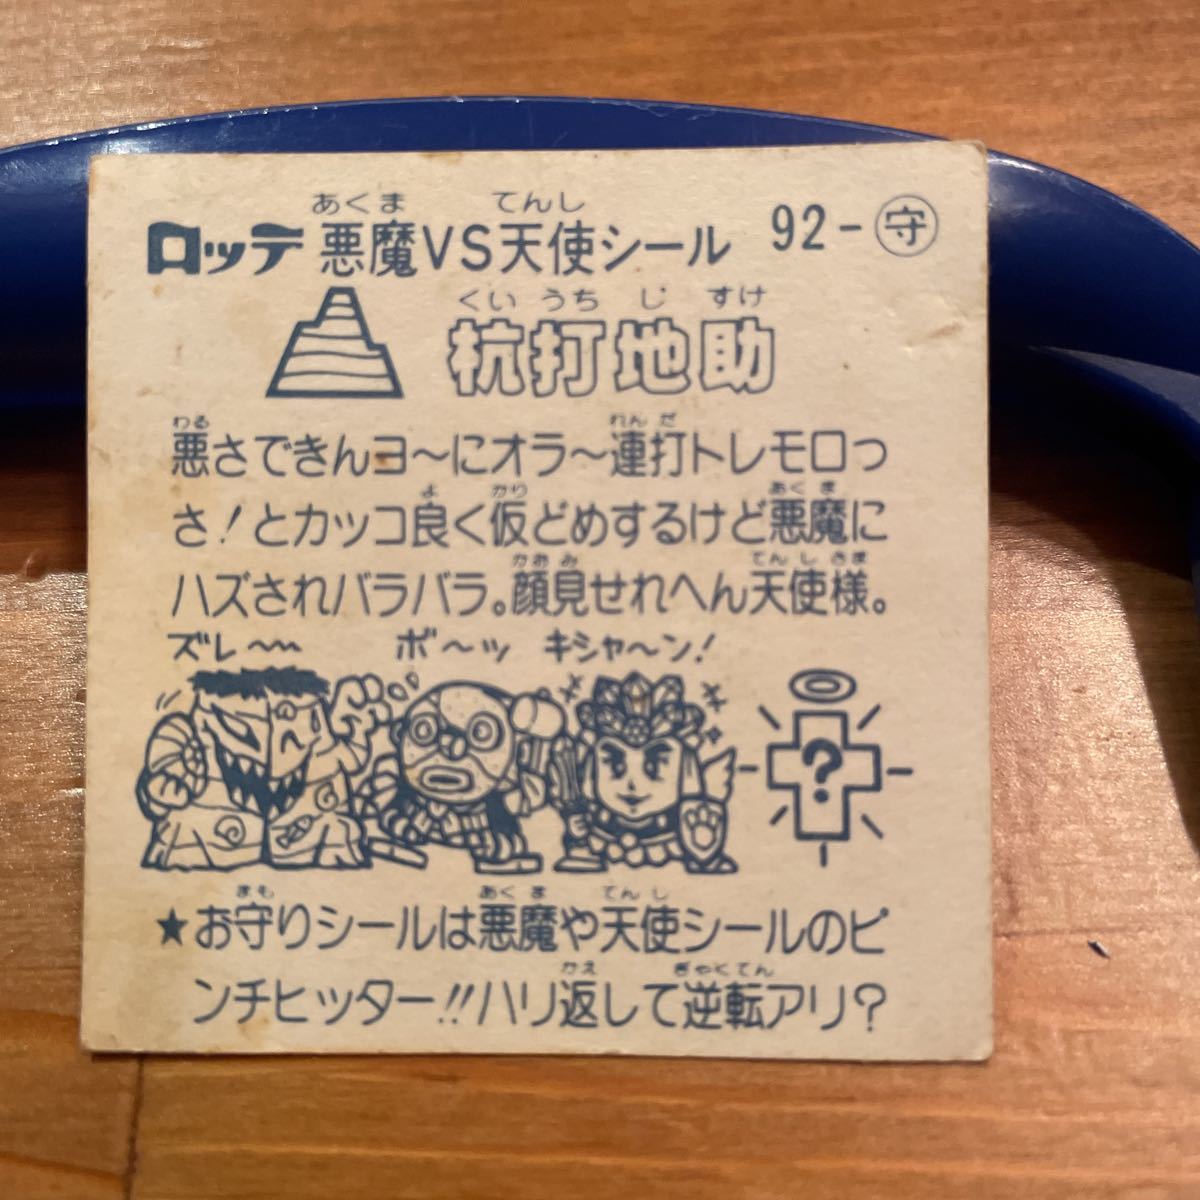 あくま てんし
ロッテ 悪魔VS天使シール 92-守
くい うち じ すけ
杭打地助
わる れん だ
悪さできんヨ〜にオラ〜連打トレモロっ
よ かり あく ま
さ！とカッコ良く仮どめするけど悪魔に
かおみ てんしさま
ハズされバラバラ。顔見せれへん天使様。
ズレ〜 ボ〜ッ キシャ〜ン！
?
まも あくま てんし
★お守りシールは悪魔や天使シールのピ
かえ ぎゃくてん
ンチヒッター!!ハリ返して逆転アリ？